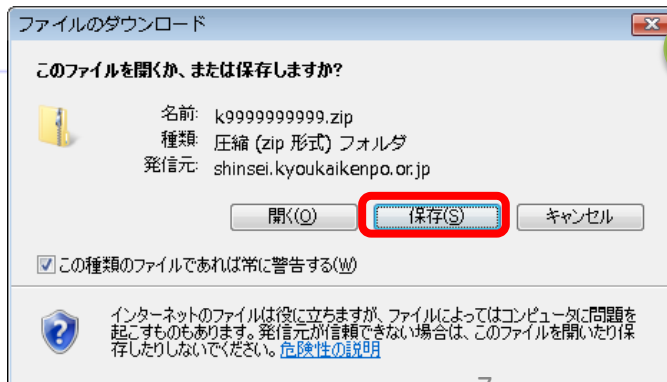 ファイルのダウンロード
このファイルを開くか、または保存しますか?
名前: k9999999999.zip
種類: 圧縮 (zip 形式) フォルダ
発信元: shinsei.kyoukaikenpo.or.jp
開く(O) 保存(S) キャンセル
この種類のファイルであれば常に警告する(W)
インターネットのファイルは役に立ちますが、ファイルによってはコンピュータに問題を
起こすものもあります。発信元が信頼できない場合は、このファイルを開いたり保
存したりしないでください。危険性の説明